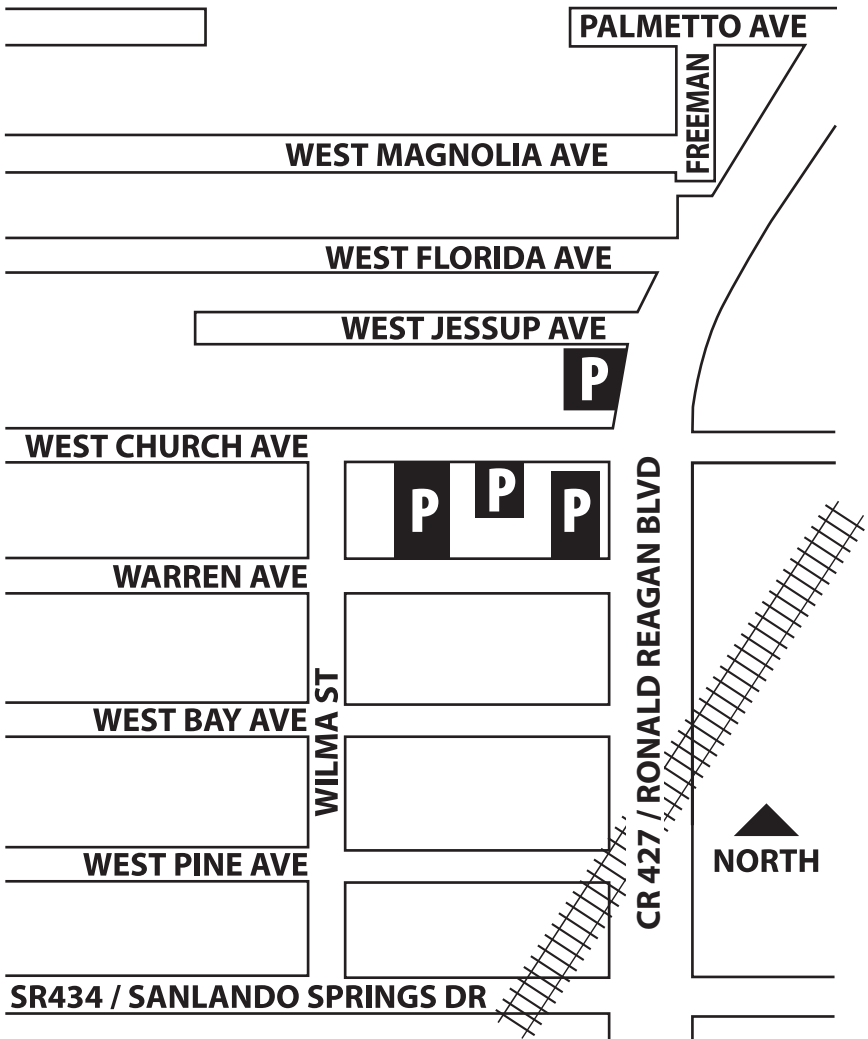 PALMETTO AVE
FREEMAN
WEST MAGNOLIA AVE
WEST FLORIDA AVE
WEST JESSUP AVE
P
WEST CHURCH AVE
P
P
P
WARREN AVE
CR 427 / RONALD REAGAN BLVD
WEST BAY AVE
WILMA ST
WEST PINE AVE
NORTH
SR434 / SANLANDO SPRINGS DR